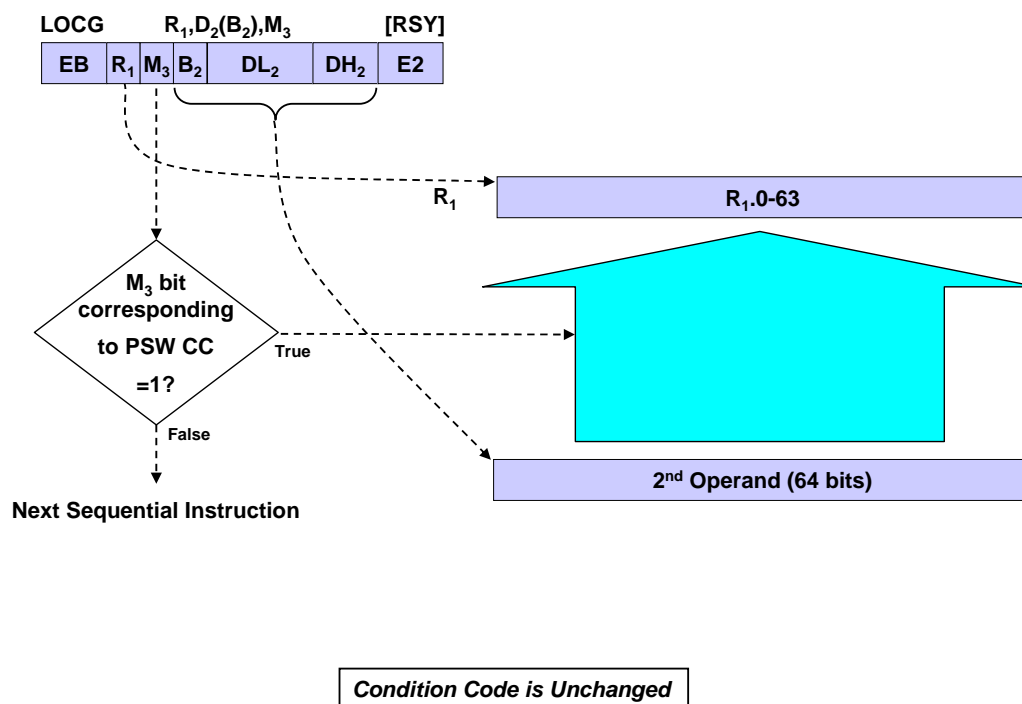 LOCG R₁,D₂(B₂),M₃ [RSY]
EB R₁ M₃ B₂ DL₂ DH₂ E2
R₁
R₁.0-63
M₃ bit
corresponding
to PSW CC
=1?
True
False
2ⁿᵈ Operand (64 bits)
Next Sequential Instruction
Condition Code is Unchanged